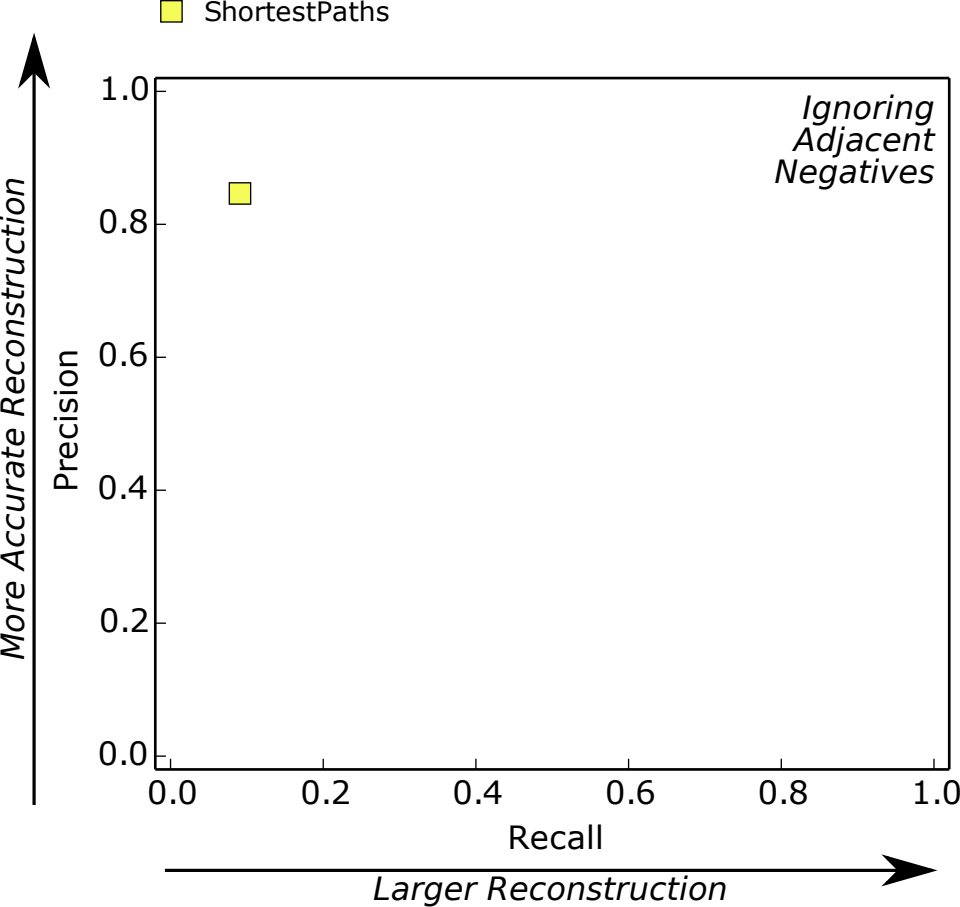 ShortestPaths
Ignoring
Adjacent
Negatives
1.0
0.8
0.6
0.4
0.2
0.0
Precision
More Accurate Reconstruction
0.0 0.2 0.4 0.6 0.8 1.0
Recall
Larger Reconstruction